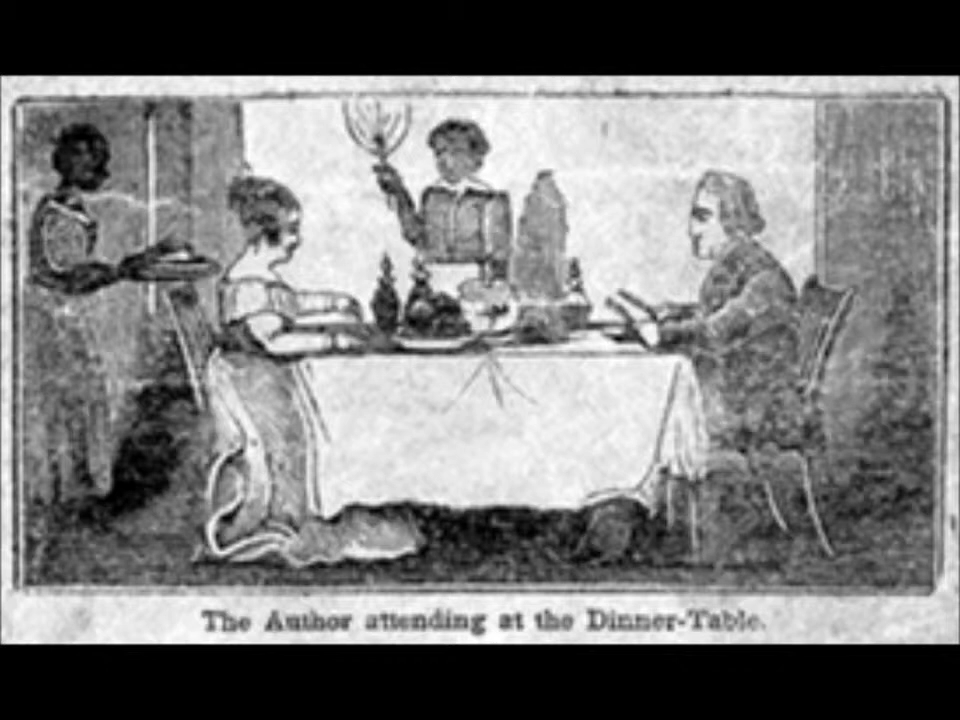 The Author attending at the Dinner-Table.